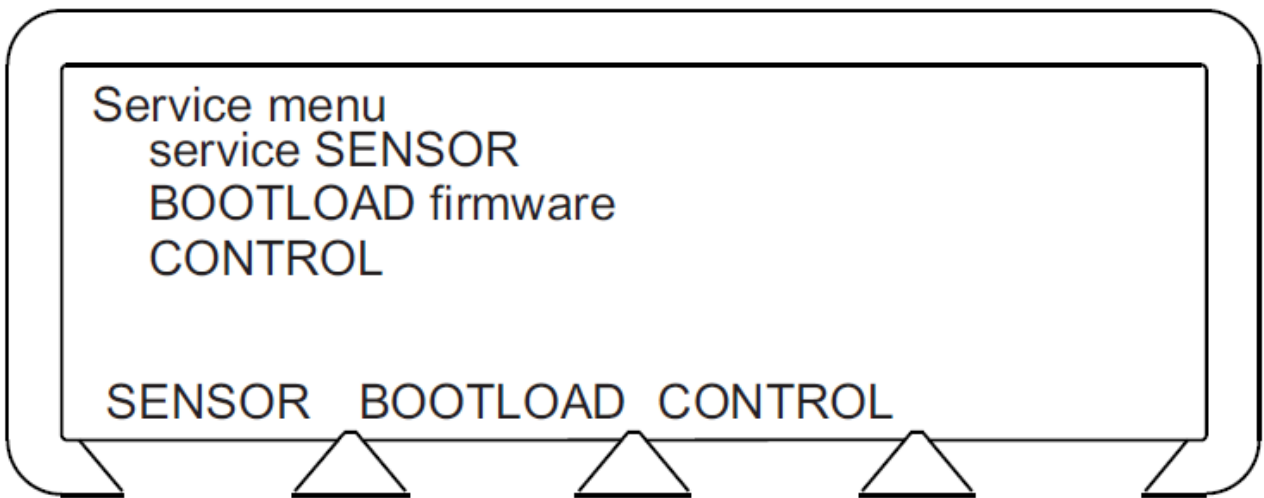 Service menu
service SENSOR
BOOTLOAD firmware
CONTROL
SENSOR BOOTLOAD CONTROL